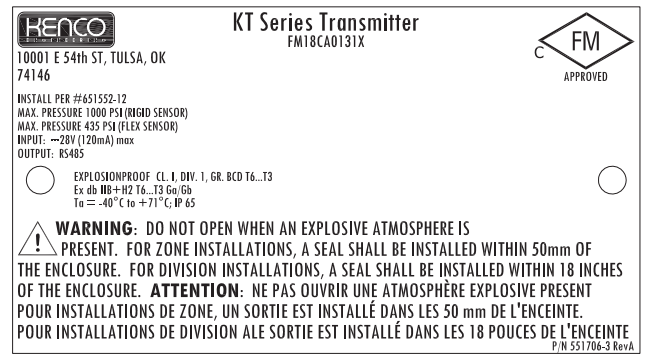 KENCO
KT Series Transmitter
FM18CA0131X
10001 E 54th ST, TULSA, OK
74146
C FM
APPROVED
INSTALL PER #651552-12
MAX. PRESSURE 1000 PSI (RIGID SENSOR)
MAX. PRESSURE 435 PSI (FLEX SENSOR)
INPUT: ⎓28V (120mA) max
OUTPUT: RS485
EXPLOSIONPROOF CL. I, DIV. 1, GR. BCD T6...T3
Ex db IIB+H2 T6...T3 Ga/Gb
Ta = -40°C to +71°C; IP 65
! WARNING: DO NOT OPEN WHEN AN EXPLOSIVE ATMOSPHERE IS
PRESENT. FOR ZONE INSTALLATIONS, A SEAL SHALL BE INSTALLED WITHIN 50mm OF
THE ENCLOSURE. FOR DIVISION INSTALLATIONS, A SEAL SHALL BE INSTALLED WITHIN 18 INCHES
OF THE ENCLOSURE. ATTENTION: NE PAS OUVRIR UNE ATMOSPHÈRE EXPLOSIVE PRESENT
POUR INSTALLATIONS DE ZONE, UN SORTIE EST INSTALLÉ DANS LES 50 mm DE L'ENCEINTE.
POUR INSTALLATIONS DE DIVISION ALE SORTIE EST INSTALLÉ DANS LES 18 POUCES DE L'ENCEINTE
P/N 551706-3 RevA